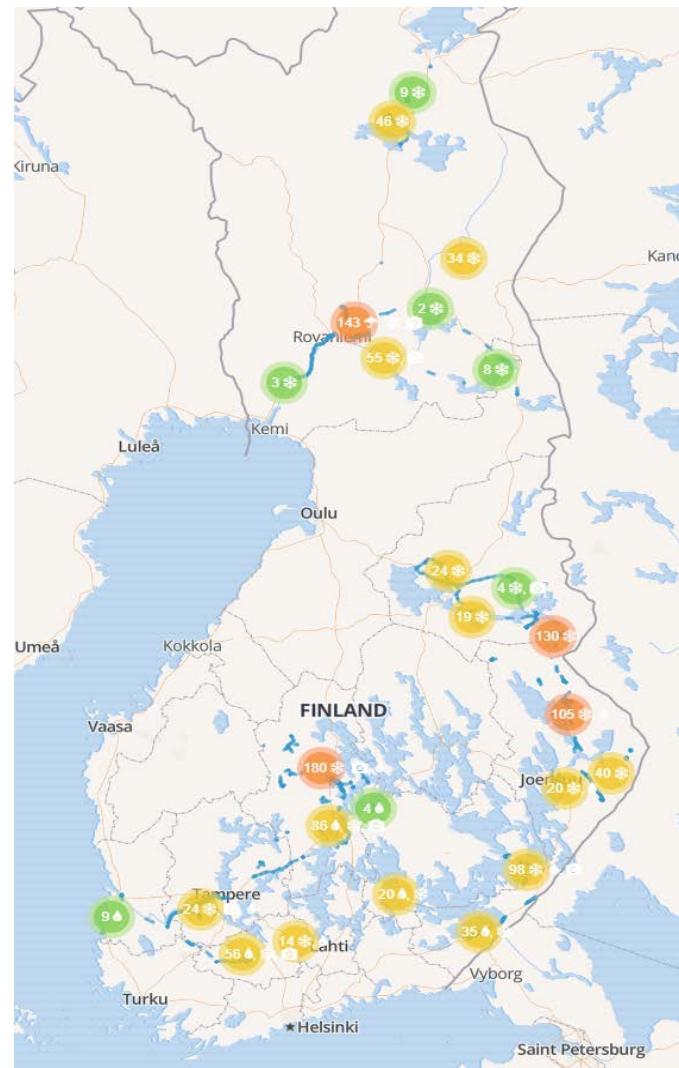 9
46
Kiruna
34
Kand
2
143
Rovaniemi
55
8
3
Kemi
Luleå
Oulu
24
4
19
Umeå
130
Kokkola
FINLAND
Vaasa
105
180
40
Joensuu
20
4
86
98
Tampere
20
24
9
35
14
Lahti
56
Vyborg
Turku
★Helsinki
Saint Petersburg